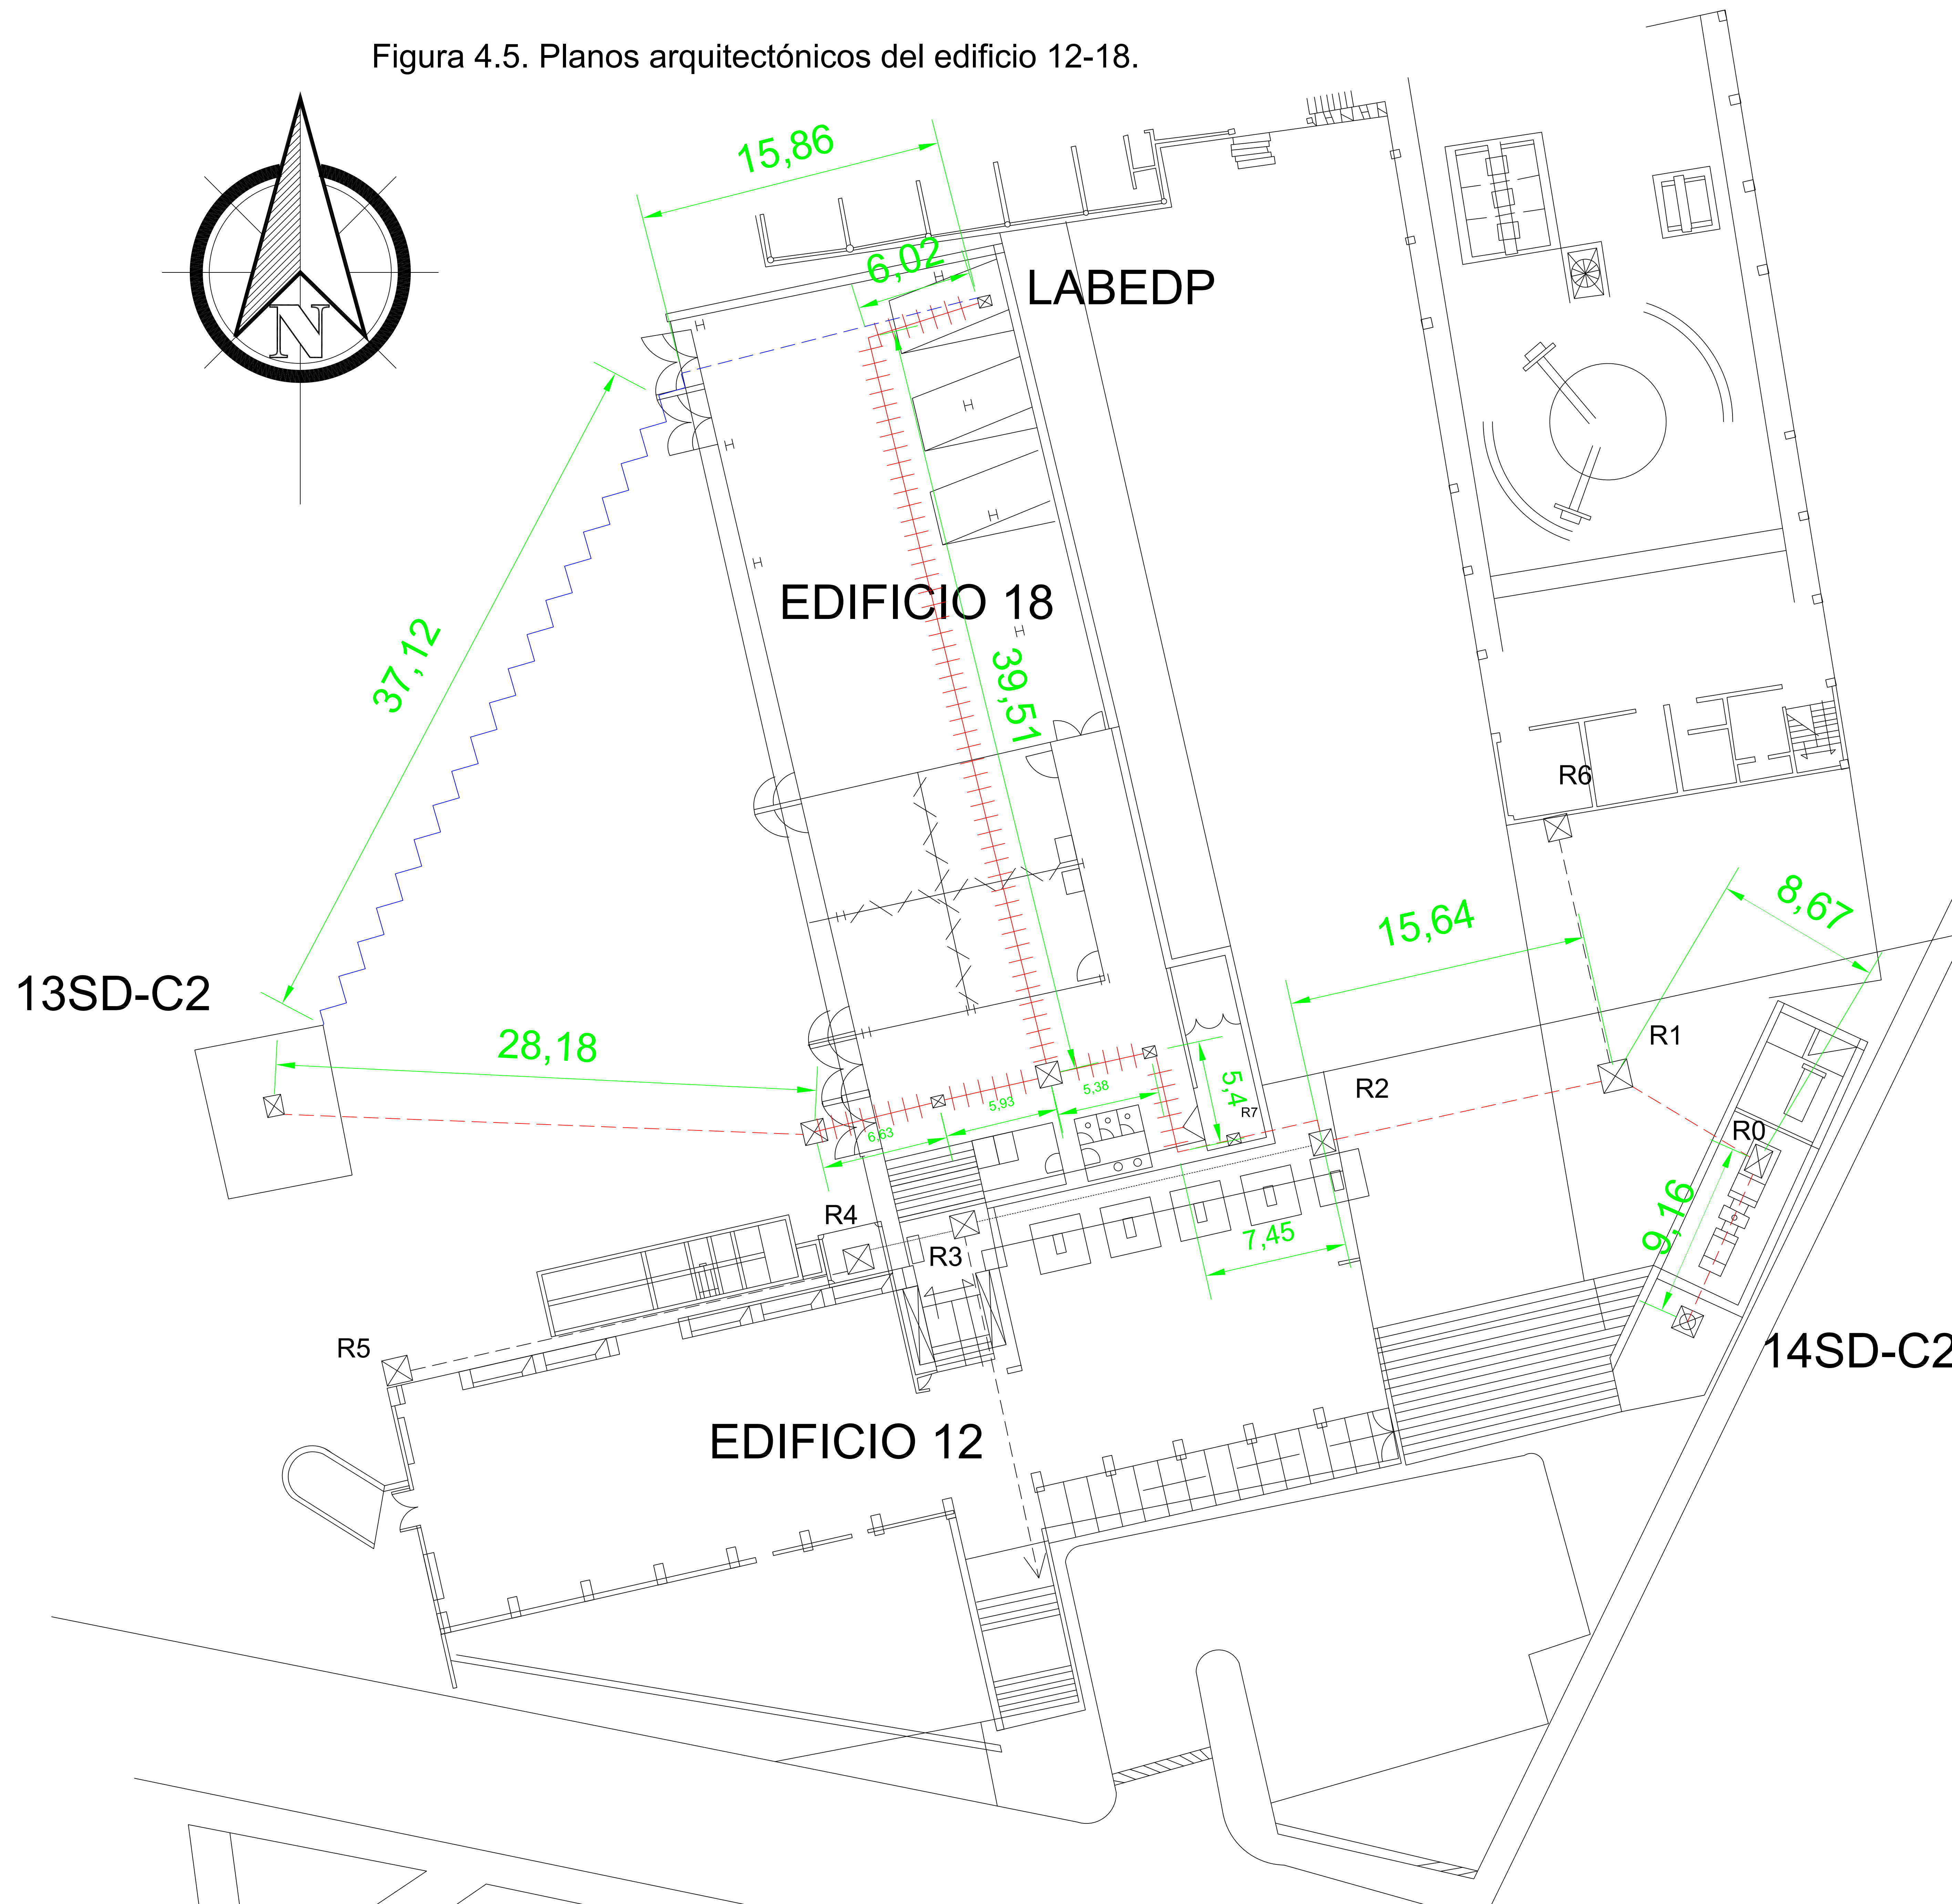 Figura 4.5. Planos arquitectónicos del edificio 12-18.
N
15,86
6,02
LABEDP
37,12
EDIFICIO 18
39,51
R6
15,64
8,67
13SD-C2
28,18
R1
R2
5,38
5,93
5,4
R7
6,63
R0
9,16
R4
R3
7,45
R5
14SD-C2
EDIFICIO 12